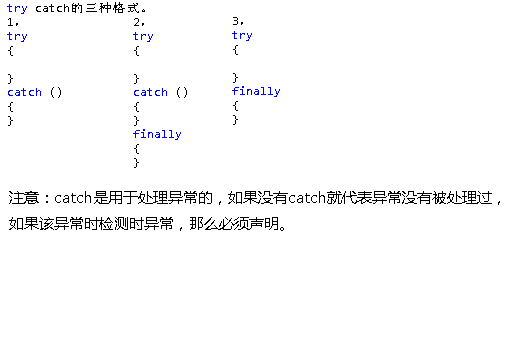 try catch的三种格式。
1,       2,       3,
try       try       try
{       {       {
}       }       }
catch ()       catch ()       finally
{       {       {
}       }       }
finally
{
}
注意：catch是用于处理异常的，如果没有catch就代表异常没有被处理过，
如果该异常时检测时异常，那么必须声明。